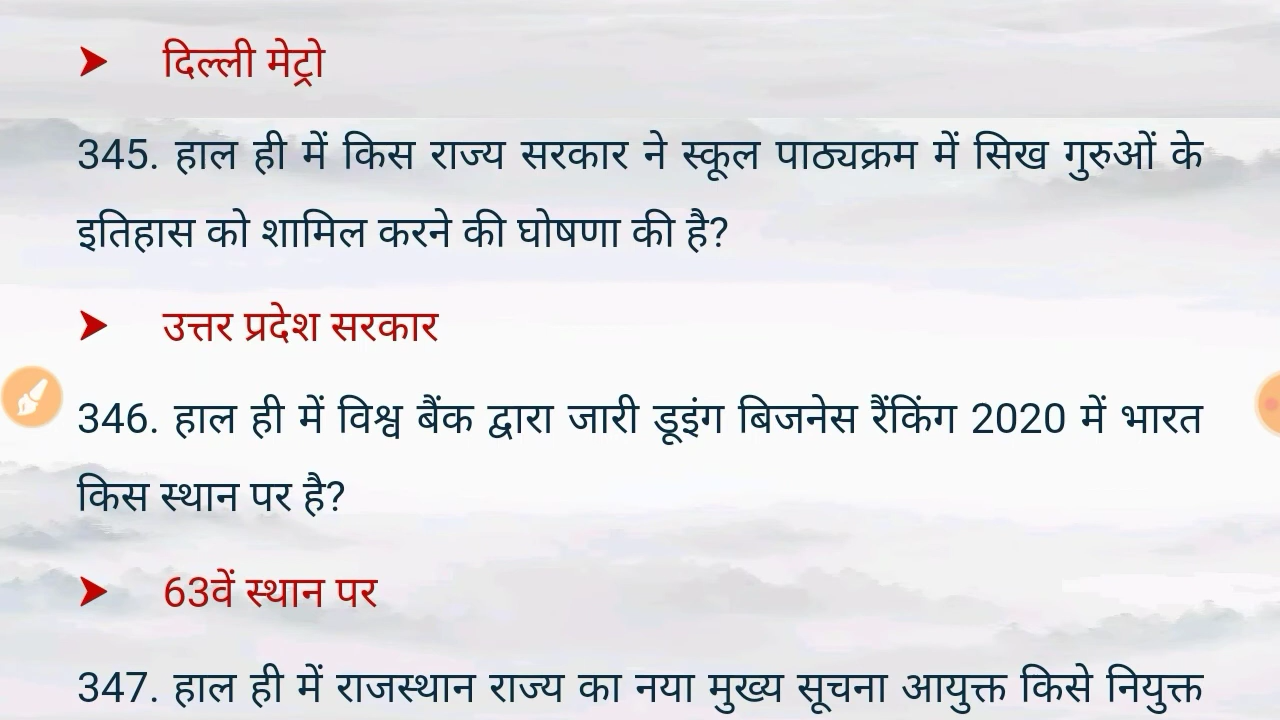 ➤ दिल्ली मेट्रो
345. हाल ही में किस राज्य सरकार ने स्कूल पाठ्यक्रम में सिख गुरुओं के
इतिहास को शामिल करने की घोषणा की है?
➤ उत्तर प्रदेश सरकार
346. हाल ही में विश्व बैंक द्वारा जारी डूइंग बिजनेस रैंकिंग 2020 में भारत
किस स्थान पर है?
➤ 63वें स्थान पर
347. हाल ही में राजस्थान राज्य का नया मुख्य सूचना आयुक्त किसे नियुक्त